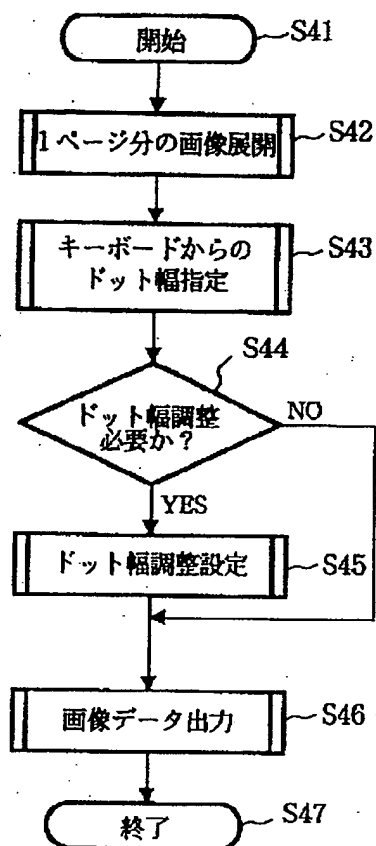 開始
S41
1ページ分の画像展開
S42
キーボードからの
ドット幅指定
S43
S44
ドット幅調整
必要か?
NO
YES
ドット幅調整設定
S45
画像データ出力
S46
終了
S47